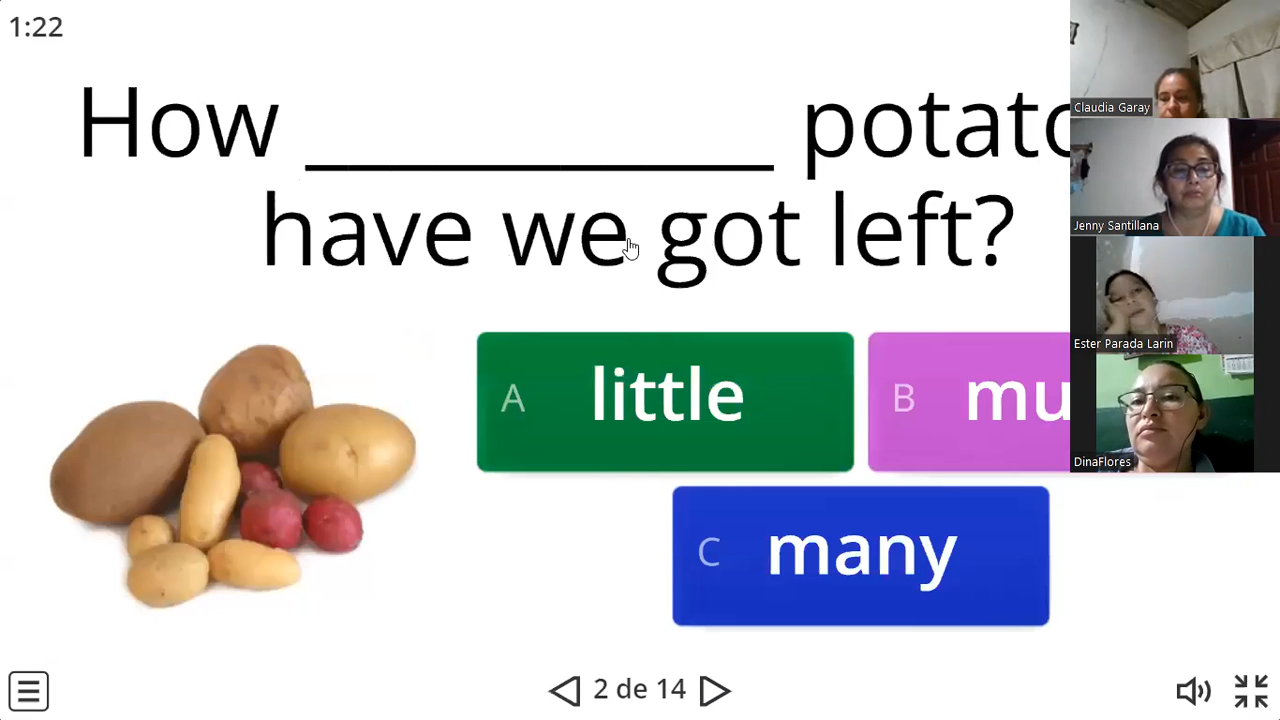 1:22
How __________ potato
have we got left?
A little
B mu
C many
2 de 14
Claudia Garay
Jenny Santillana
Ester Parada Larin
DinaFlores